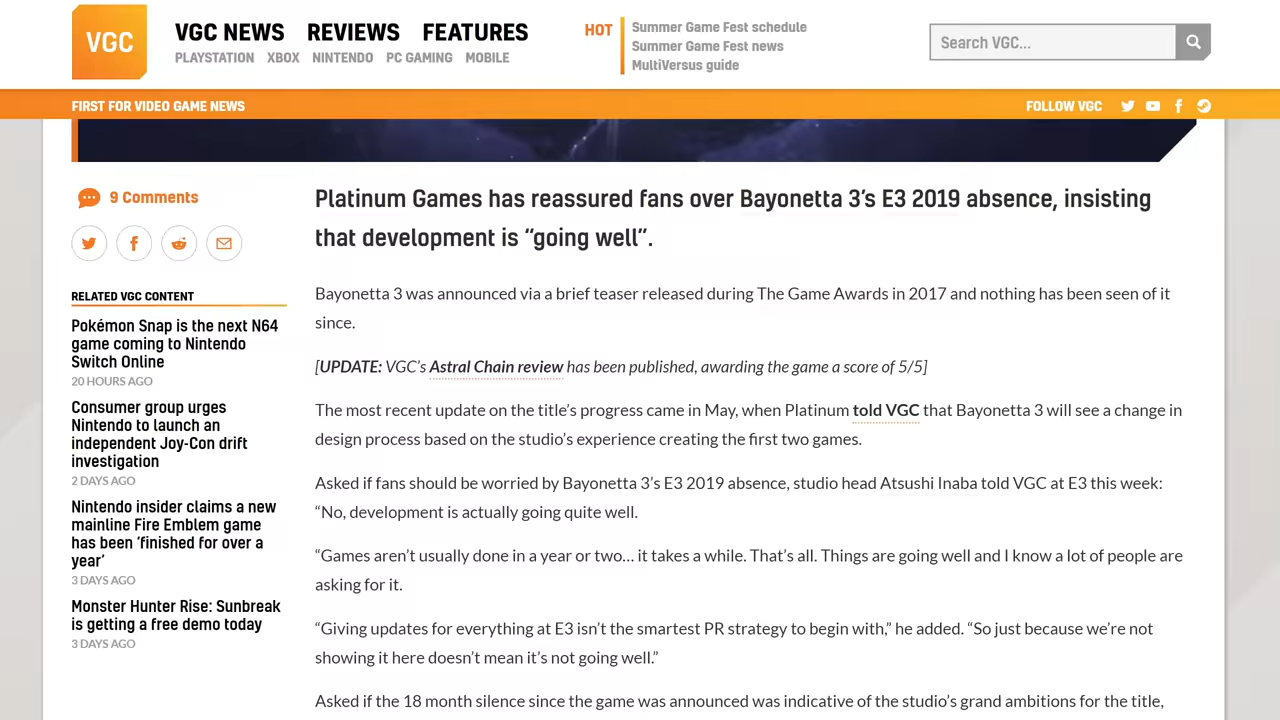 VGC
VGC NEWS REVIEWS FEATURES
PLAYSTATION XBOX NINTENDO PC GAMING MOBILE
HOT
Summer Game Fest schedule
Summer Game Fest news
MultiVersus guide
Search VGC...
FIRST FOR VIDEO GAME NEWS
FOLLOW VGC
9 Comments
RELATED VGC CONTENT
Pokémon Snap is the next N64
game coming to Nintendo
Switch Online
20 HOURS AGO
Consumer group urges
Nintendo to launch an
independent Joy-Con drift
investigation
2 DAYS AGO
Nintendo insider claims a new
mainline Fire Emblem game
has been ‘finished for over a
year’
3 DAYS AGO
Monster Hunter Rise: Sunbreak
is getting a free demo today
3 DAYS AGO
Platinum Games has reassured fans over Bayonetta 3’s E3 2019 absence, insisting
that development is “going well”.
Bayonetta 3 was announced via a brief teaser released during The Game Awards in 2017 and nothing has been seen of it
since.
[UPDATE: VGC’s Astral Chain review has been published, awarding the game a score of 5/5]
The most recent update on the title’s progress came in May, when Platinum told VGC that Bayonetta 3 will see a change in
design process based on the studio’s experience creating the first two games.
Asked if fans should be worried by Bayonetta 3’s E3 2019 absence, studio head Atsushi Inaba told VGC at E3 this week:
“No, development is actually going quite well.
“Games aren’t usually done in a year or two… it takes a while. That’s all. Things are going well and I know a lot of people are
asking for it.
“Giving updates for everything at E3 isn’t the smartest PR strategy to begin with,” he added. “So just because we’re not
showing it here doesn’t mean it’s not going well.”
Asked if the 18 month silence since the game was announced was indicative of the studio’s grand ambitions for the title,